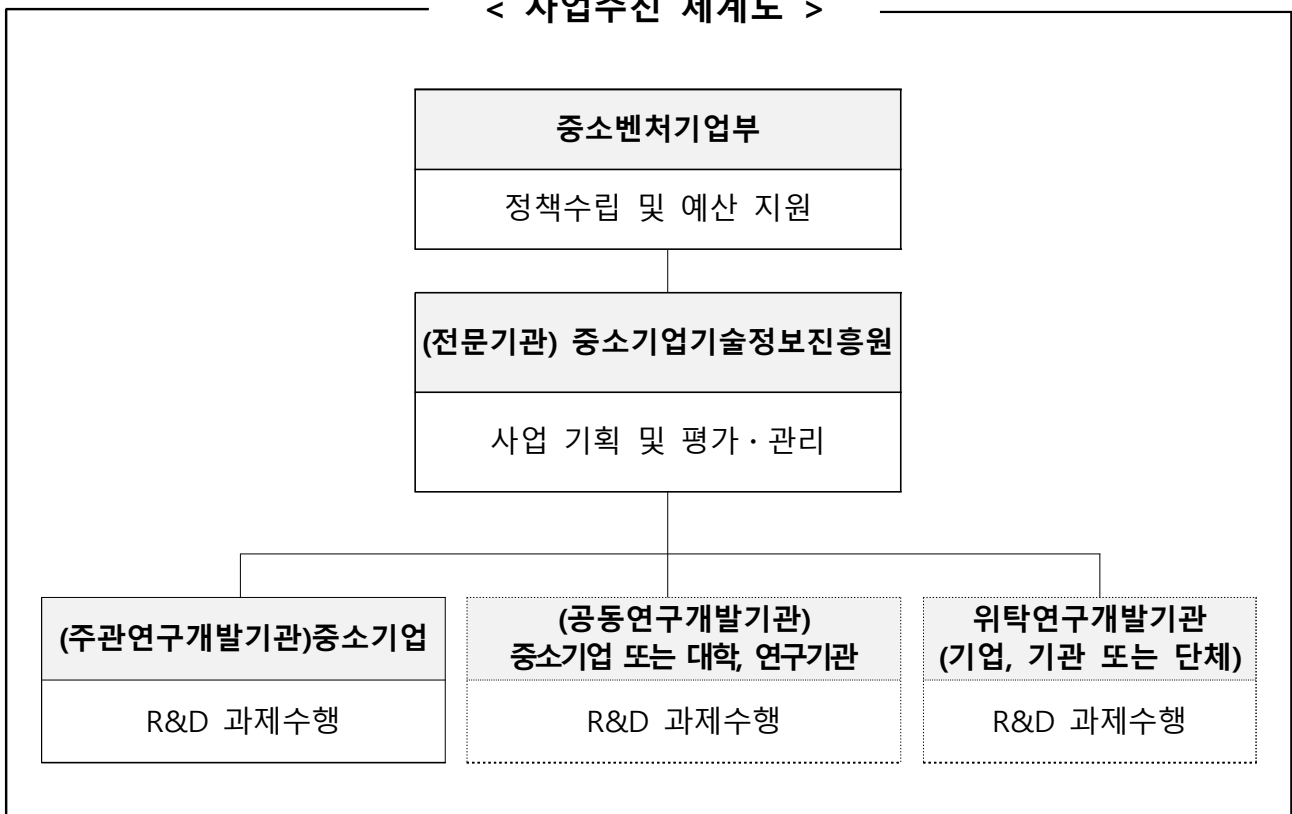 < 사업추진 체계도 >
중소벤처기업부
정책수립 및 예산 지원
(전문기관) 중소기업기술정보진흥원
사업 기획 및 평가·관리
(주관연구개발기관)중소기업
R&D 과제수행
(공동연구개발기관)
중소기업 또는 대학, 연구기관
R&D 과제수행
위탁연구개발기관
(기업, 기관 또는 단체)
R&D 과제수행